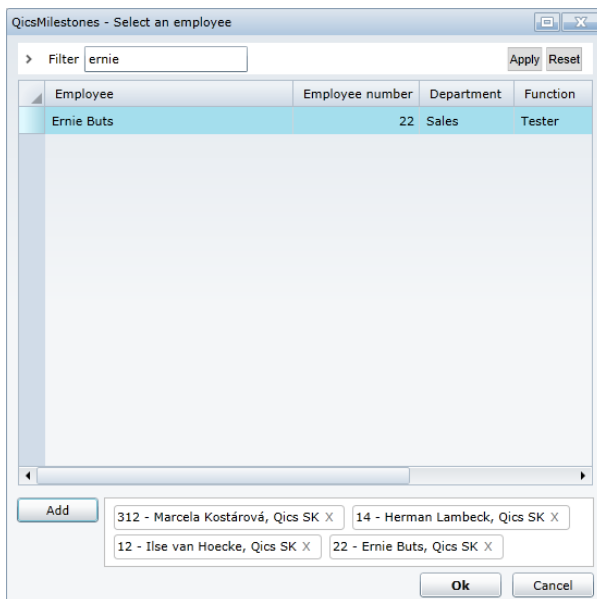 QicsMilestones - Select an employee
Filter ernie Apply Reset
Employee Employee number Department Function
Ernie Buts 22 Sales Tester
Add
312 - Marcela Kostárová, Qics SK X 14 - Herman Lambeck, Qics SK X
12 - Ilse van Hoecke, Qics SK X 22 - Ernie Buts, Qics SK X
Ok Cancel